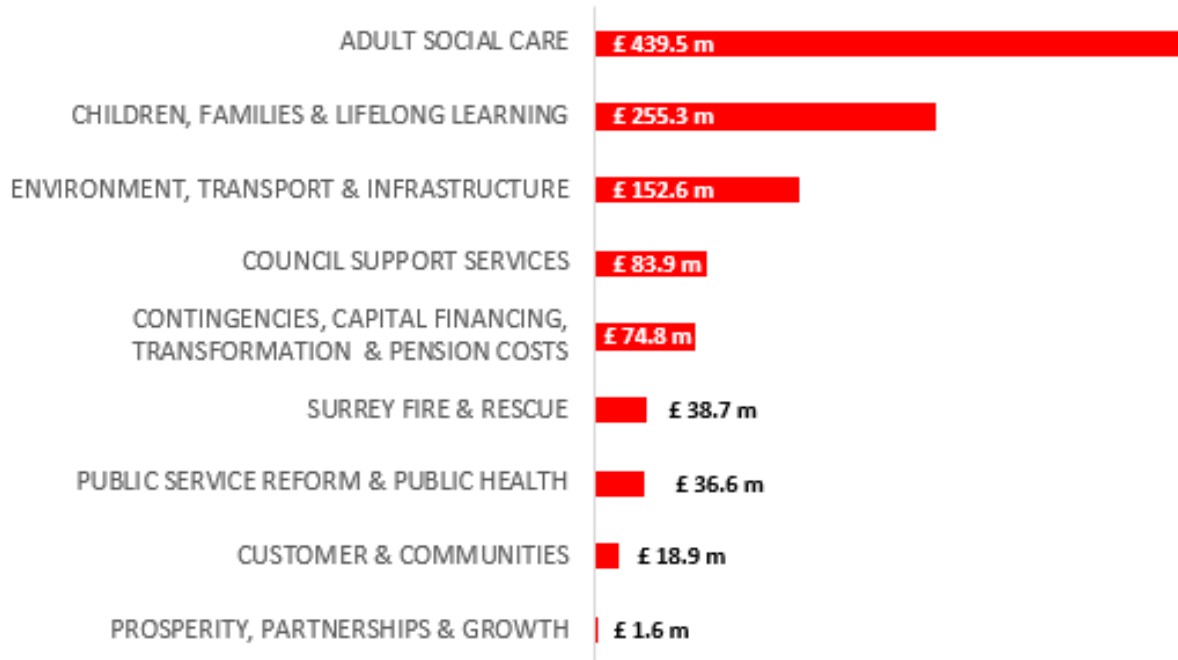 ADULT SOCIAL CARE £ 439.5 m
CHILDREN, FAMILIES & LIFELONG LEARNING £ 255.3 m
ENVIRONMENT, TRANSPORT & INFRASTRUCTURE £ 152.6 m
COUNCIL SUPPORT SERVICES £ 83.9 m
CONTINGENCIES, CAPITAL FINANCING,
TRANSFORMATION & PENSION COSTS £ 74.8 m
SURREY FIRE & RESCUE £ 38.7 m
PUBLIC SERVICE REFORM & PUBLIC HEALTH £ 36.6 m
CUSTOMER & COMMUNITIES £ 18.9 m
PROSPERITY, PARTNERSHIPS & GROWTH £ 1.6 m